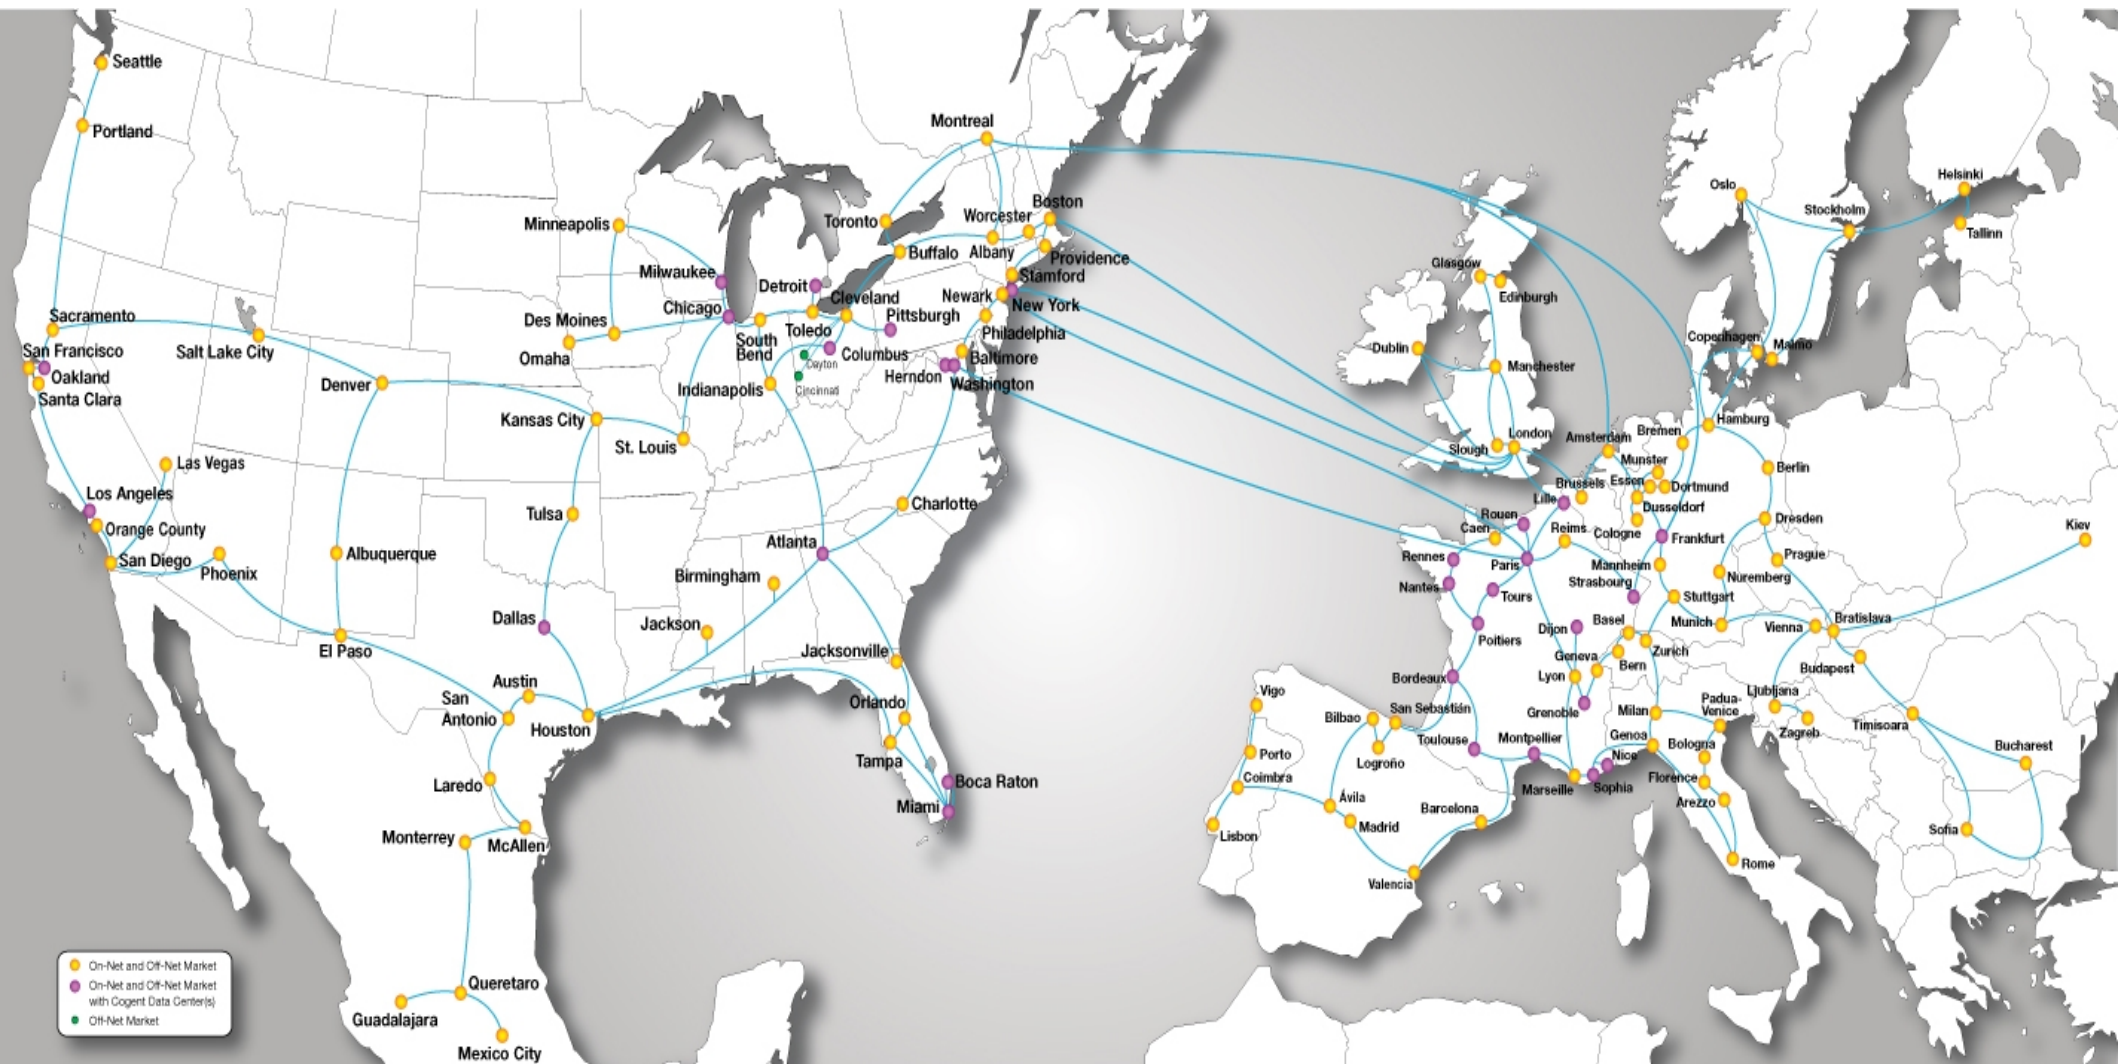 Seattle
Portland
Sacramento
San Francisco
Oakland
Santa Clara
Los Angeles
Orange County
San Diego
Las Vegas
Phoenix
Salt Lake City
Denver
Albuquerque
El Paso
Minneapolis
Des Moines
Omaha
Kansas City
St. Louis
Tulsa
Dallas
Austin
San
Antonio
Houston
Laredo
McAllen
Monterrey
Queretaro
Guadalajara
Mexico City
Milwaukee
Chicago
South
Bend
Detroit
Toledo
Cleveland
Pittsburgh
Columbus
Dayton
Cincinnati
Indianapolis
Atlanta
Birmingham
Jackson
Charlotte
Jacksonville
Orlando
Tampa
Boca Raton
Miami
Montreal
Toronto
Buffalo
Albany
Worcester
Boston
Providence
Stamford
New York
Newark
Philadelphia
Baltimore
Washington
Herndon
Glasgow
Edinburgh
Dublin
Manchester
London
Slough
Oslo
Stockholm
Helsinki
Tallinn
Copenhagen
Malmo
Hamburg
Bremen
Amsterdam
Munster
Berlin
Brussels
Essen
Dortmund
Lille
Dusseldorf
Cologne
Dresden
Kiev
Rouen
Caen
Reims
Frankfurt
Rennes
Paris
Mannheim
Prague
Strasbourg
Nuremberg
Nantes
Tours
Stuttgart
Poitiers
Dijon
Basel
Munich
Vienna
Bratislava
Zurich
Geneva
Bern
Budapest
Bordeaux
Lyon
Grenoble
Milan
Padua-
Venice
Ljubljana
Zagreb
Timisoara
Vigo
Bilbao
San Sebastián
Logroño
Toulouse
Montpellier
Genoa
Bologna
Nice
Bucharest
Porto
Coimbra
Marseille
Sophia
Florence
Arezzo
Ávila
Madrid
Barcelona
Lisbon
Sofia
Rome
Valencia
On-Net and Off-Net Market
On-Net and Off-Net Market
with Cogent Data Center(s)
Off-Net Market